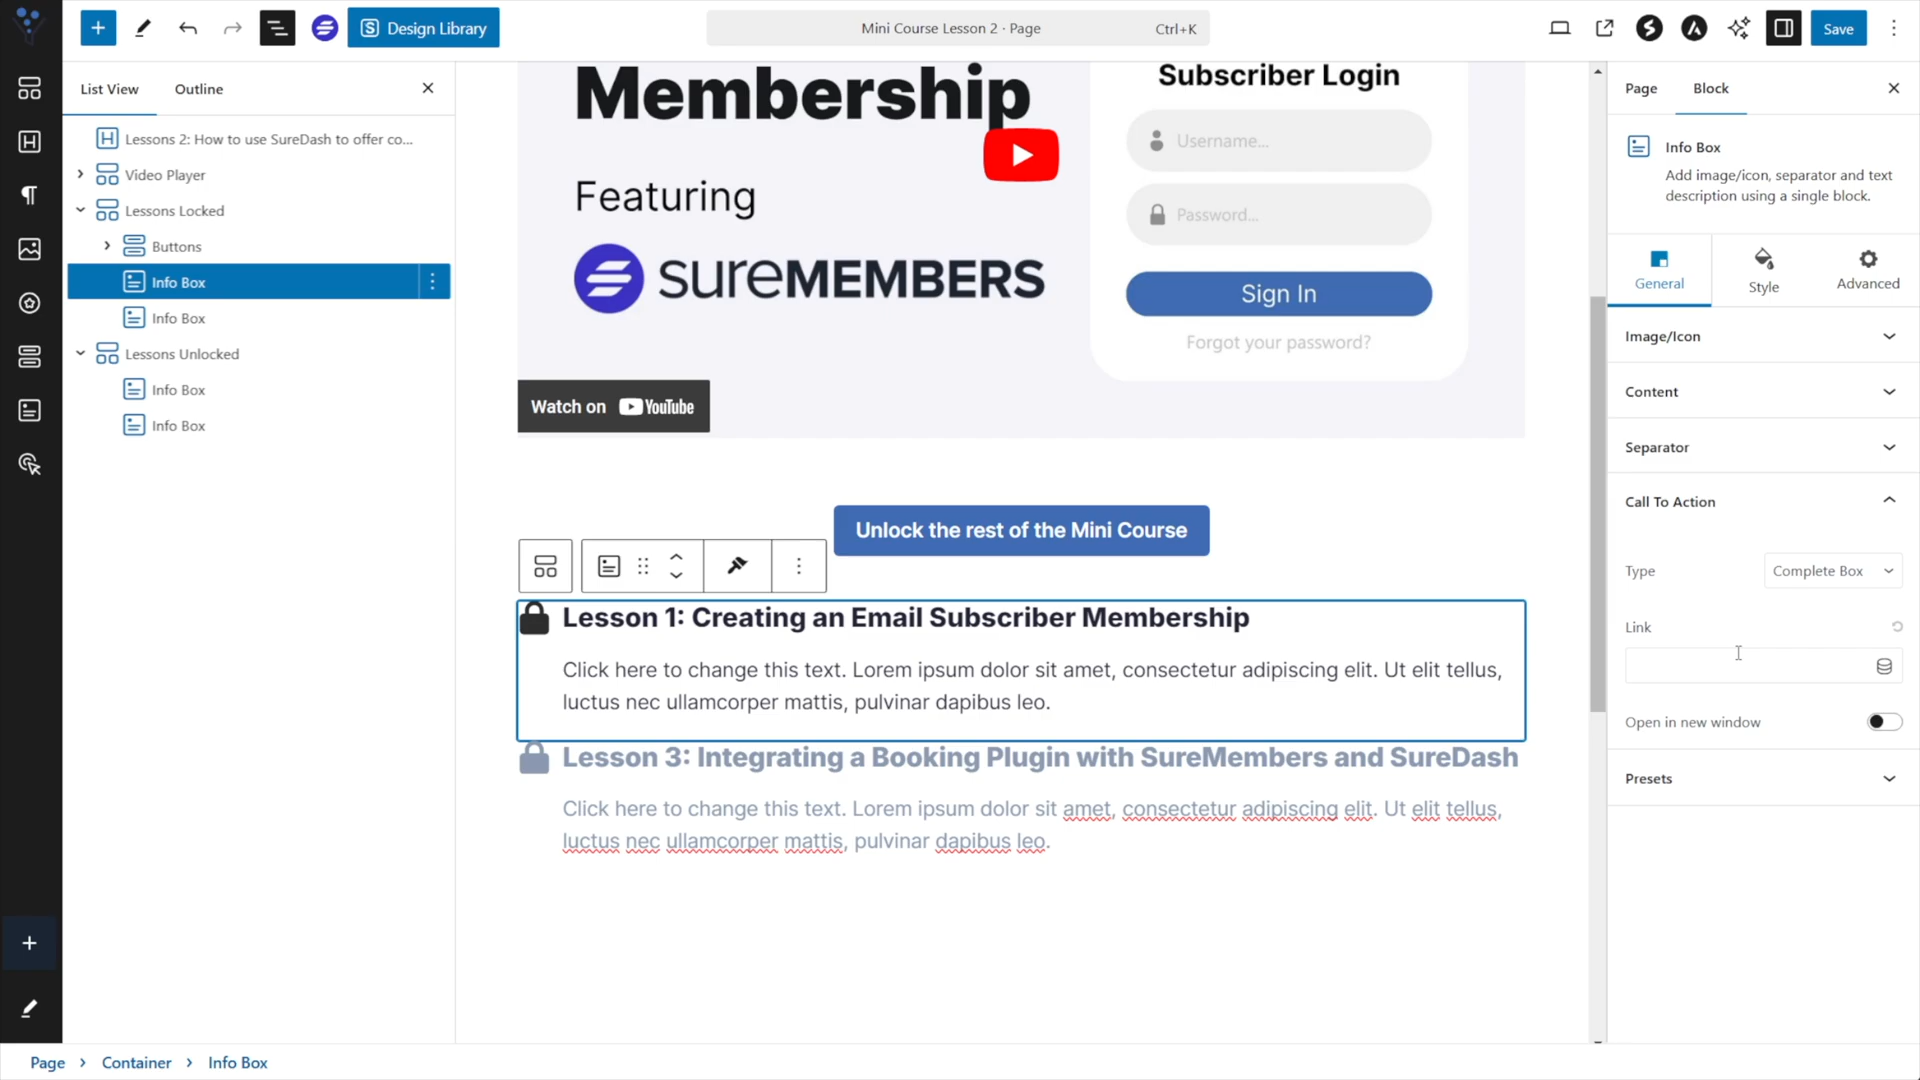 Design Library
Mini Course Lesson 2 · Page
Ctrl+K
Save
List View
Outline
Lessons 2: How to use SureDash to offer co...
Video Player
Lessons Locked
Buttons
Info Box
Info Box
Lessons Unlocked
Info Box
Info Box
Membership
Featuring
sureMEMBERS
Watch on YouTube
Subscriber Login
Username...
Password...
Sign In
Forgot your password?
Unlock the rest of the Mini Course
Lesson 1: Creating an Email Subscriber Membership
Click here to change this text. Lorem ipsum dolor sit amet, consectetur adipiscing elit. Ut elit tellus,
luctus nec ullamcorper mattis, pulvinar dapibus leo.
Lesson 3: Integrating a Booking Plugin with SureMembers and SureDash
Click here to change this text. Lorem ipsum dolor sit amet, consectetur adipiscing elit. Ut elit tellus,
luctus nec ullamcorper mattis, pulvinar dapibus leo.
Page
Block
Info Box
Add image/icon, separator and text
description using a single block.
General
Style
Advanced
Image/Icon
Content
Separator
Call To Action
Type
Complete Box
Link
Open in new window
Presets
Page
Container
Info Box